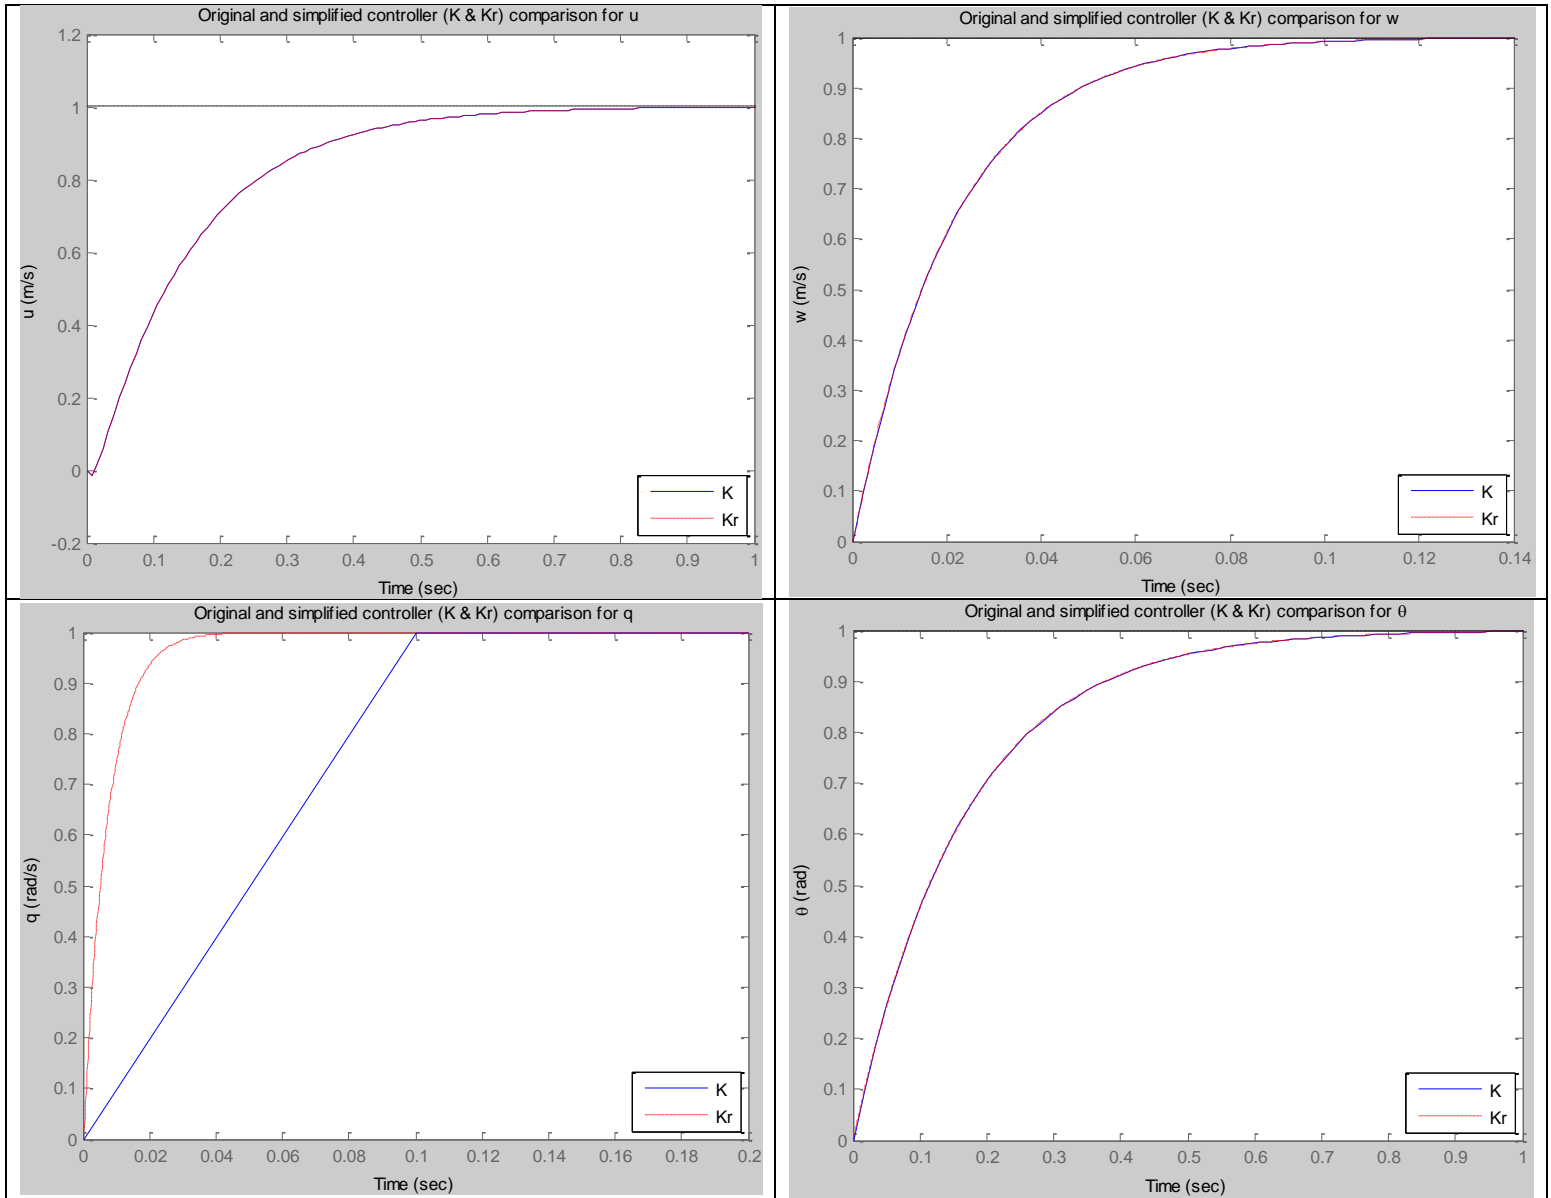 Original and simplified controller (K & Kr) comparison for u
1.2
1
0.8
0.6
0.4
0.2
0
-0.2
u (m/s)
K
Kr
0 0.1 0.2 0.3 0.4 0.5 0.6 0.7 0.8 0.9 1
Time (sec)
Original and simplified controller (K & Kr) comparison for w
1
0.9
0.8
0.7
0.6
0.5
0.4
0.3
0.2
0.1
0
w (m/s)
K
Kr
0 0.02 0.04 0.06 0.08 0.1 0.12 0.14
Time (sec)
Original and simplified controller (K & Kr) comparison for q
1
0.9
0.8
0.7
0.6
0.5
0.4
0.3
0.2
0.1
0
q (rad/s)
K
Kr
0 0.02 0.04 0.06 0.08 0.1 0.12 0.14 0.16 0.18 0.2
Time (sec)
Original and simplified controller (K & Kr) comparison for θ
1
0.9
0.8
0.7
0.6
0.5
0.4
0.3
0.2
0.1
0
θ (rad)
K
Kr
0 0.1 0.2 0.3 0.4 0.5 0.6 0.7 0.8 0.9 1
Time (sec)